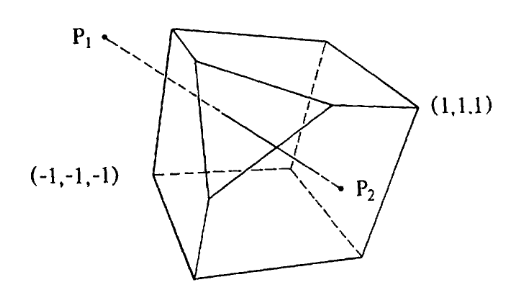 P₁
(1,1.1)
(-1,-1,-1)
P₂